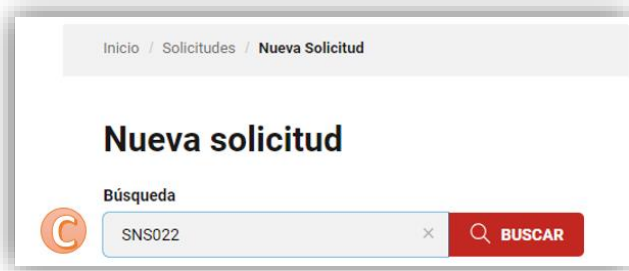 Inicio / Solicitudes / Nueva Solicitud
Nueva solicitud
Búsqueda
C
SNS022 × BUSCAR